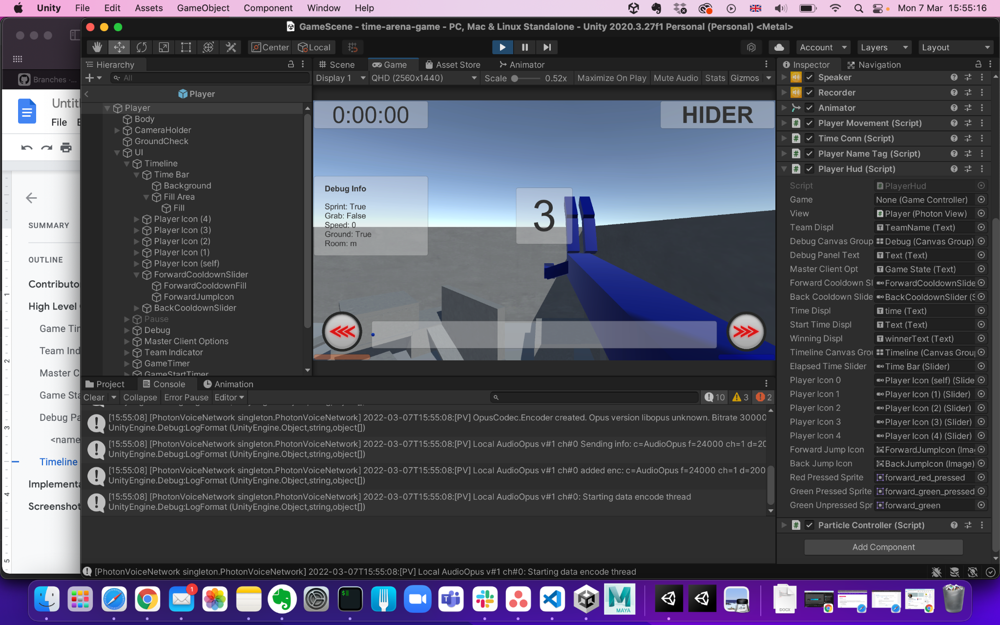 Unity File Edit Assets GameObject Component Window Help
Mon 7 Mar 15:55:16
GameScene - time-arena-game - PC, Mac & Linux Standalone - Unity 2020.3.27f1 Personal (Personal) <Metal>
Center Local
Account Layers Layout
Branches ·...
File
SUMMARY
OUTLINE
Contributo
High Level
Game Tir
Team Ind
Master C
Game Sta
Debug Pa
<name
Timeline
Implementa
Screenshot
1
2
3
4
5
Hierarchy
All
Player
Player
Body
CameraHolder
GroundCheck
UI
Timeline
Time Bar
Background
Fill Area
Fill
Player Icon (4)
Player Icon (3)
Player Icon (2)
Player Icon (1)
Player Icon (self)
ForwardCooldownSlider
ForwardCooldownFill
ForwardJumpIcon
BackCooldownSlider
Pause
Debug
Master Client Options
Team Indicator
GameTimer
GameStartTimer
Scene Game Asset Store Animator
Display 1 QHD (2560x1440) Scale 0.52x Maximize On Play Mute Audio Stats Gizmos
0:00:00
HIDER
Debug Info
Sprint: True
Grab: False
Speed: 0
Ground: True
Room: m
3
Inspector Navigation
Speaker
Recorder
Animator
Player Movement (Script)
Time Conn (Script)
Player Name Tag (Script)
Player Hud (Script)
Script PlayerHud
Game None (Game Controller)
View Player (Photon View)
Team Displ TeamName (Text)
Debug Canvas Group Debug (Canvas Group)
Debug Panel Text Text (Text)
Master Client Opt Game State (Text)
Forward Cooldown Sl ForwardCooldownSlide
Back Cooldown Slide BackCooldownSlider (S
Time Displ time (Text)
Start Time Displ Text (Text)
Winning Displ winnerText (Text)
Timeline Canvas Grou Timeline (Canvas Group
Elapsed Time Slider Time Bar (Slider)
Player Icon 0 Player Icon (self) (Slide
Player Icon 1 Player Icon (1) (Slider)
Player Icon 2 Player Icon (2) (Slider)
Player Icon 3 Player Icon (3) (Slider)
Player Icon 4 Player Icon (4) (Slider)
Forward Jump Icon ForwardJumpIcon (Ima
Back Jump Icon BackJumpIcon (Image)
Red Pressed Sprite forward_red_pressed
Green Pressed Sprite forward_green_pressed
Green Unpressed Spr forward_green
Particle Controller (Script)
Add Component
Project Console Animation
Clear Collapse Error Pause Editor 10 3 2
[15:55:08] [PhotonVoiceNetwork singleton.PhotonVoiceNetwork] 2022-03-07T15:55:08:[PV] OpusCodec.Encoder created. Opus version libopus unknown. Bitrate 30000
UnityEngine.Debug:LogFormat (UnityEngine.Object,string,object[])
[15:55:08] [PhotonVoiceNetwork singleton.PhotonVoiceNetwork] 2022-03-07T15:55:08:[PV] Local AudioOpus v#1 ch#0 Sending info: c=AudioOpus f=24000 ch=1 d=20
UnityEngine.Debug:LogFormat (UnityEngine.Object,string,object[])
[15:55:08] [PhotonVoiceNetwork singleton.PhotonVoiceNetwork] 2022-03-07T15:55:08:[PV] Local AudioOpus v#1 ch#0 added enc: c=AudioOpus f=24000 ch=1 d=200
UnityEngine.Debug:LogFormat (UnityEngine.Object,string,object[])
[15:55:08] [PhotonVoiceNetwork singleton.PhotonVoiceNetwork] 2022-03-07T15:55:08:[PV] Local AudioOpus v#1 ch#0: Starting data encode thread
UnityEngine.Debug:LogFormat (UnityEngine.Object,string,object[])
[PhotonVoiceNetwork singleton.PhotonVoiceNetwork] 2022-03-07T15:55:08:[PV] Local AudioOpus v#1 ch#0: Starting data encode thread
1
MAYA
DOCX